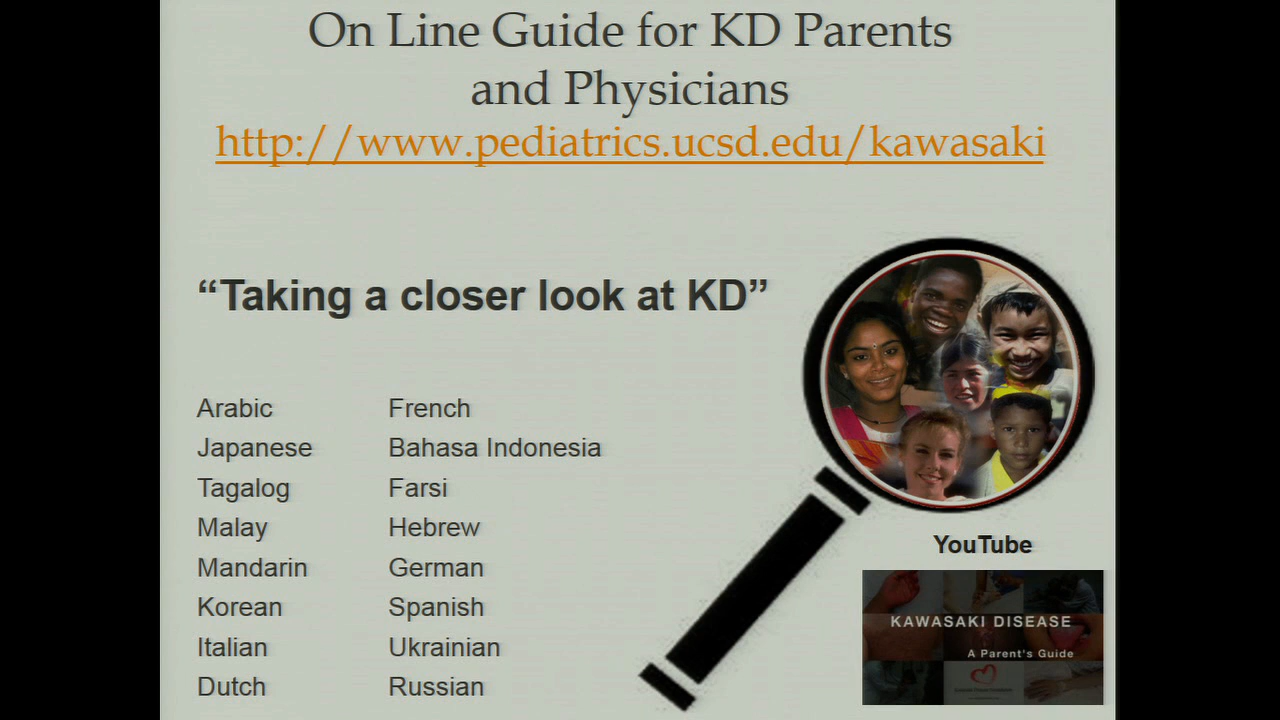 On Line Guide for KD Parents
and Physicians
http://www.pediatrics.ucsd.edu/kawasaki
“Taking a closer look at KD”
Arabic French
Japanese Bahasa Indonesia
Tagalog Farsi
Malay Hebrew
Mandarin German
Korean Spanish
Italian Ukrainian
Dutch Russian
YouTube
KAWASAKI DISEASE
A Parent's Guide